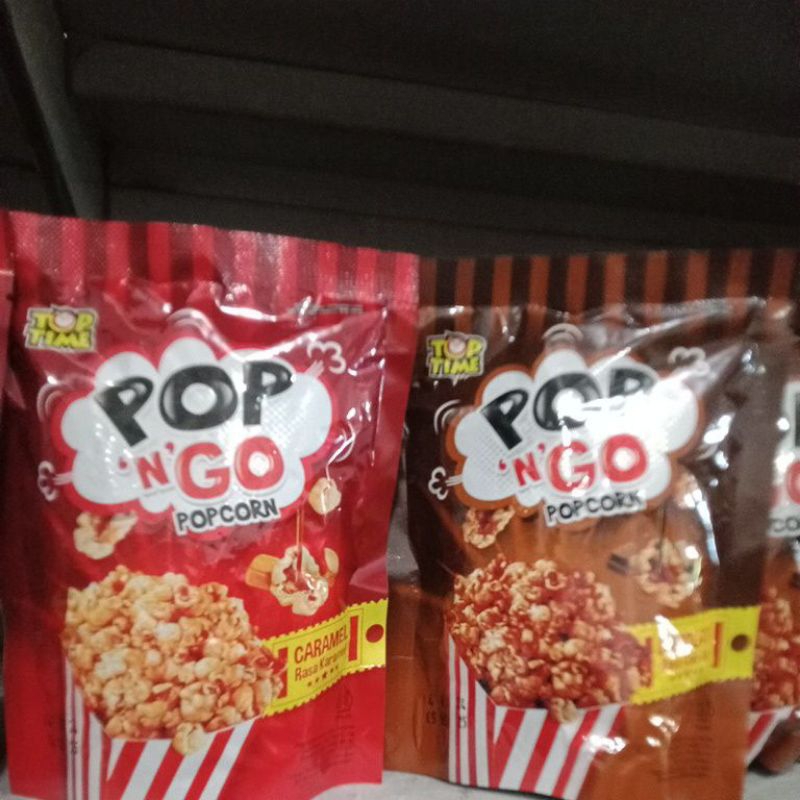 TOP
TIME
POP
'N'GO
POPCORN
CARAMEL
Rasa Karamel
TOP
TIME
POP
'N'GO
POPCORN